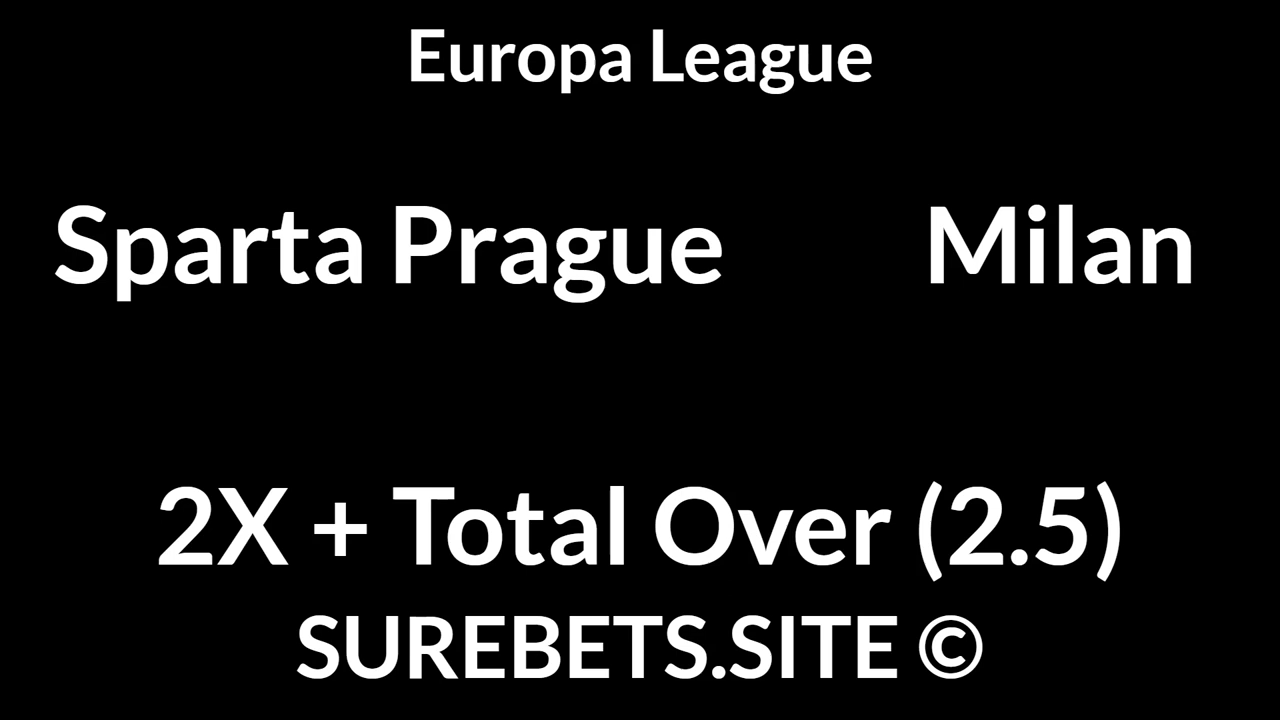 Europa League
Sparta Prague Milan
2X + Total Over (2.5)
SUREBETS.SITE ©